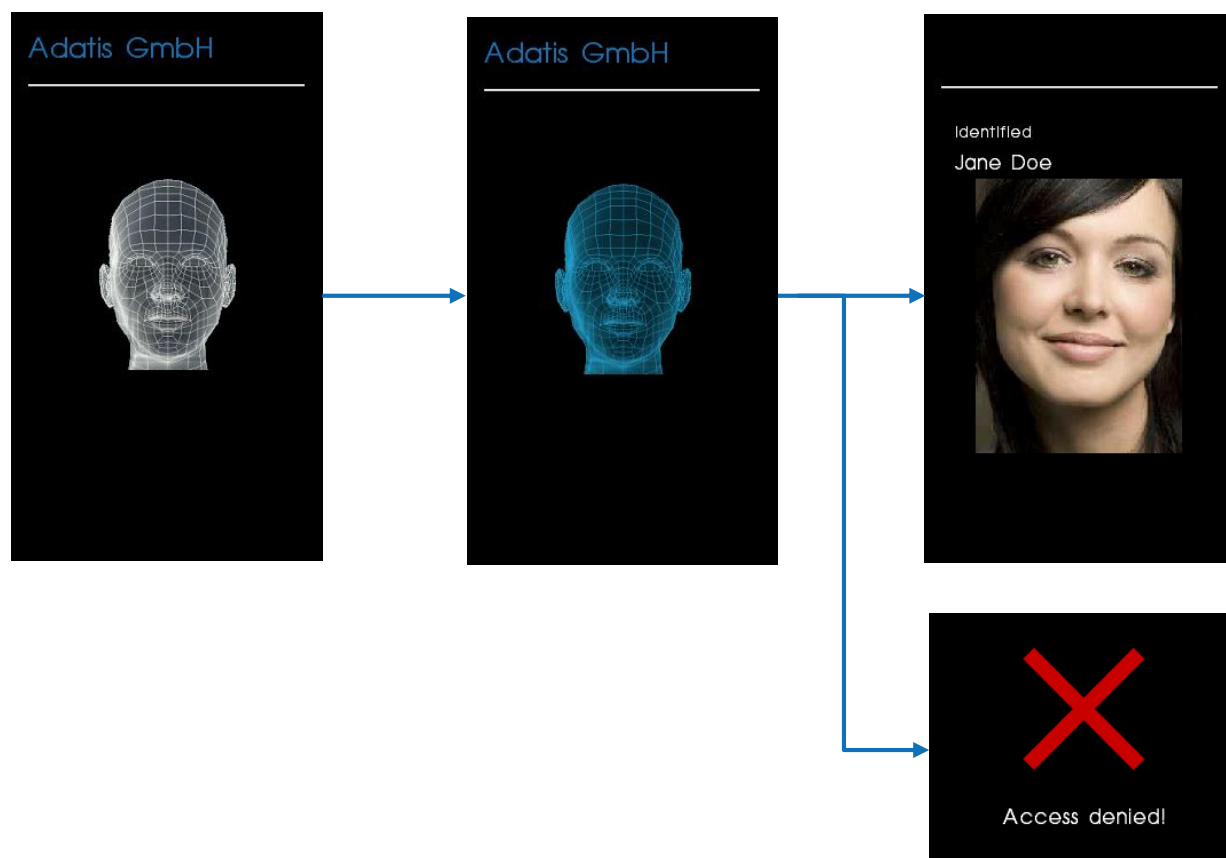 Adatis GmbH
Adatis GmbH
Identified
Jane Doe
Access denied!